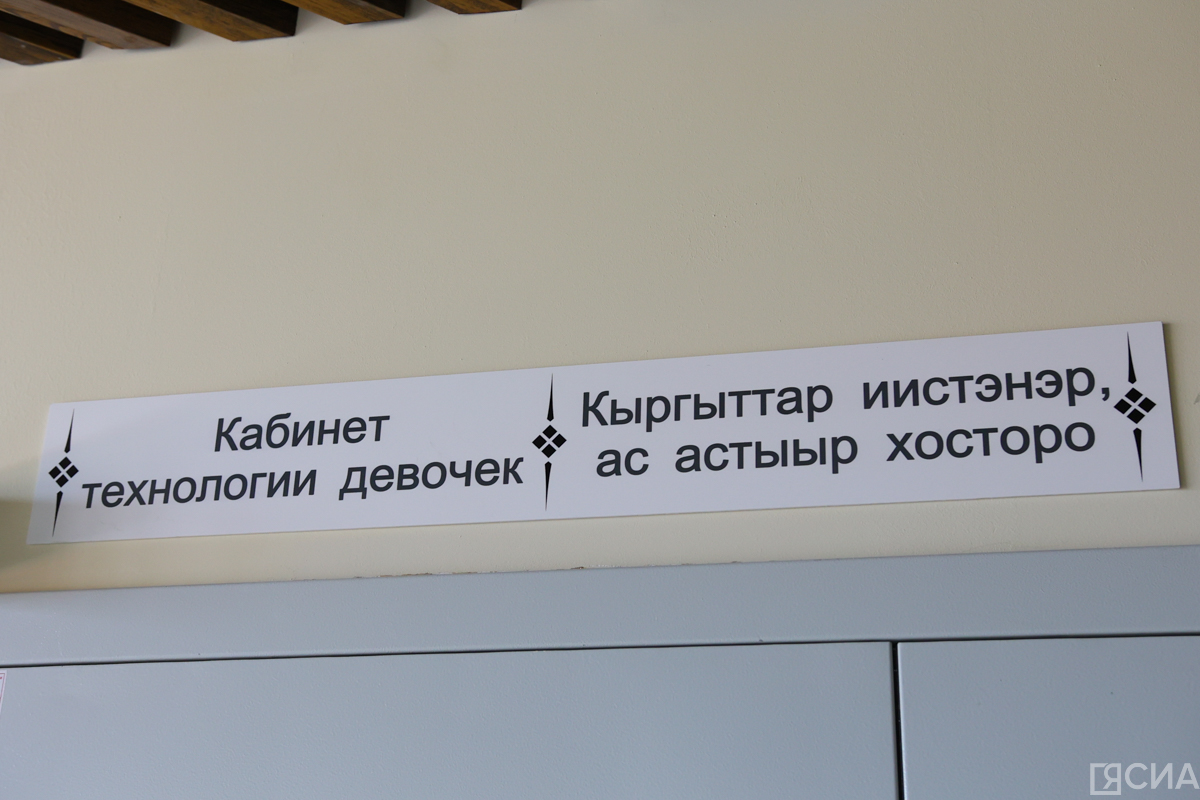 Кабинет
технологии девочек
Кыргыттар иистэнэр,
ас астыыр хосторо
ЯСИА